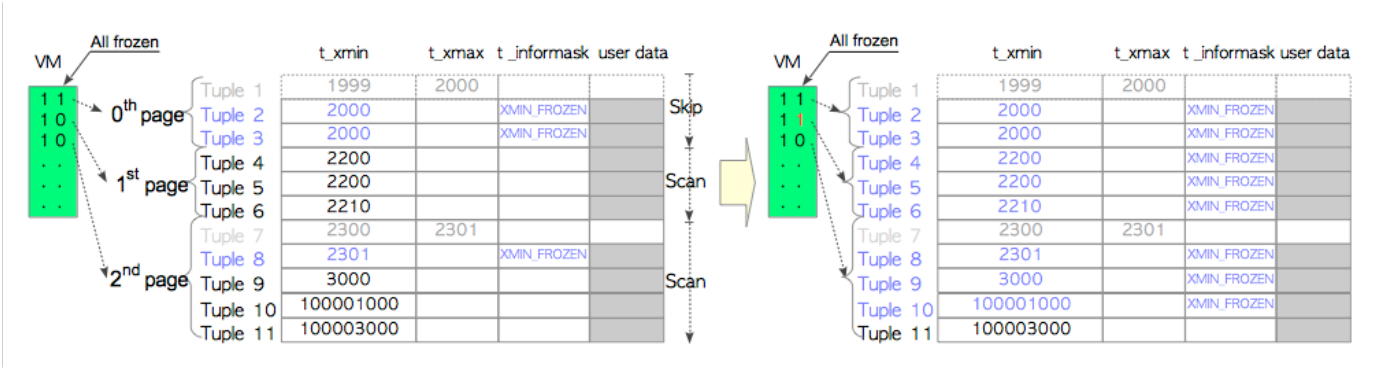 All frozen
VM t_xmin t_xmax t _informask user data
1 1 0th page Tuple 1 1999 2000 Skip
1 0 Tuple 2 2000 XMIN_FROZEN
1 0 Tuple 3 2000 XMIN_FROZEN
. . 1st page Tuple 4 2200 Scan
. . Tuple 5 2200
. . Tuple 6 2210
2nd page Tuple 7 2300 2301 Scan
Tuple 8 2301 XMIN_FROZEN
Tuple 9 3000
Tuple 10 100001000
Tuple 11 100003000
All frozen
VM t_xmin t_xmax t _informask user data
1 1 Tuple 1 1999 2000
1 1 Tuple 2 2000 XMIN_FROZEN
1 0 Tuple 3 2000 XMIN_FROZEN
. . Tuple 4 2200 XMIN_FROZEN
. . Tuple 5 2200 XMIN_FROZEN
. . Tuple 6 2210 XMIN_FROZEN
Tuple 7 2300 2301
Tuple 8 2301 XMIN_FROZEN
Tuple 9 3000 XMIN_FROZEN
Tuple 10 100001000 XMIN_FROZEN
Tuple 11 100003000